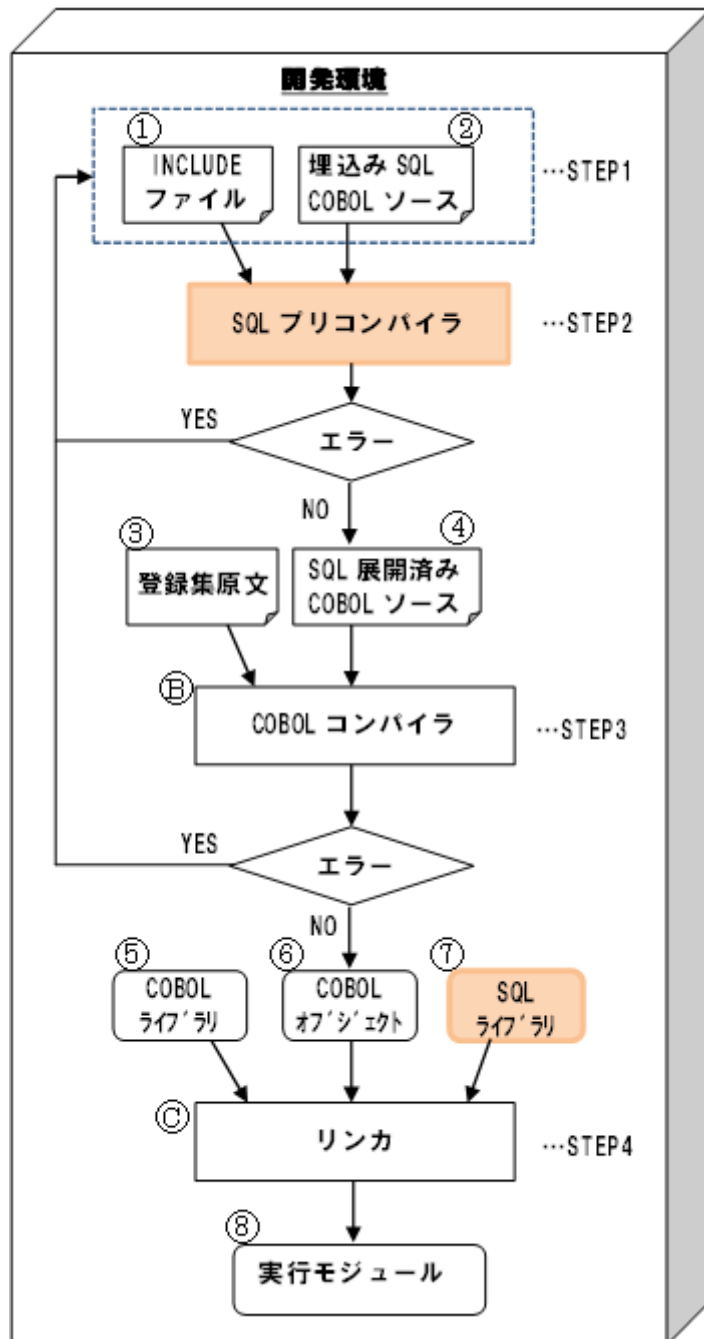 開発環境
①
②
INCLUDE
ファイル
埋込み SQL
COBOL ソース
…STEP1
SQL プリコンパイラ
…STEP2
YES
エラー
NO
③
④
登録集原文
SQL 展開済み
COBOL ソース
Ⓑ
COBOL コンパイラ
…STEP3
YES
エラー
NO
⑤
⑥
⑦
COBOL
ライブラリ
COBOL
オブジェクト
SQL
ライブラリ
Ⓒ
リンカ
…STEP4
⑧
実行モジュール